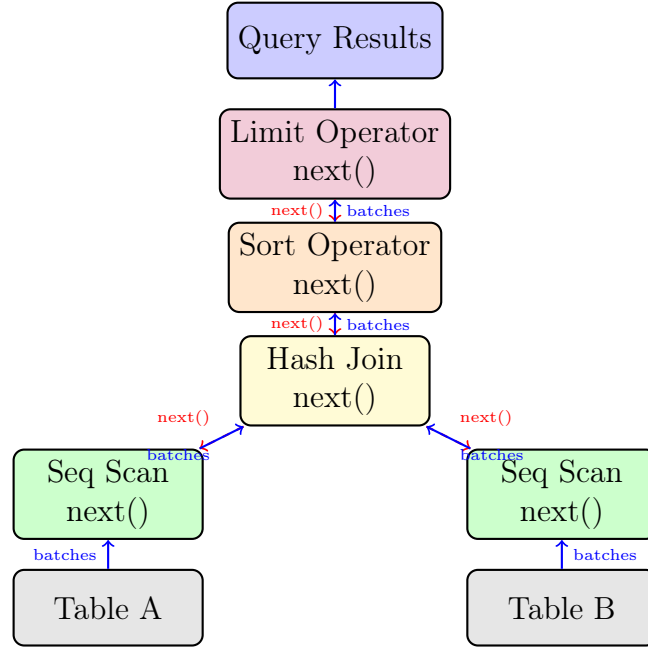 Query Results
Limit Operator
next()
next() batches
Sort Operator
next()
next() batches
Hash Join
next()
next() next()
batches batches
Seq Scan Seq Scan
next() next()
batches batches
Table A Table B